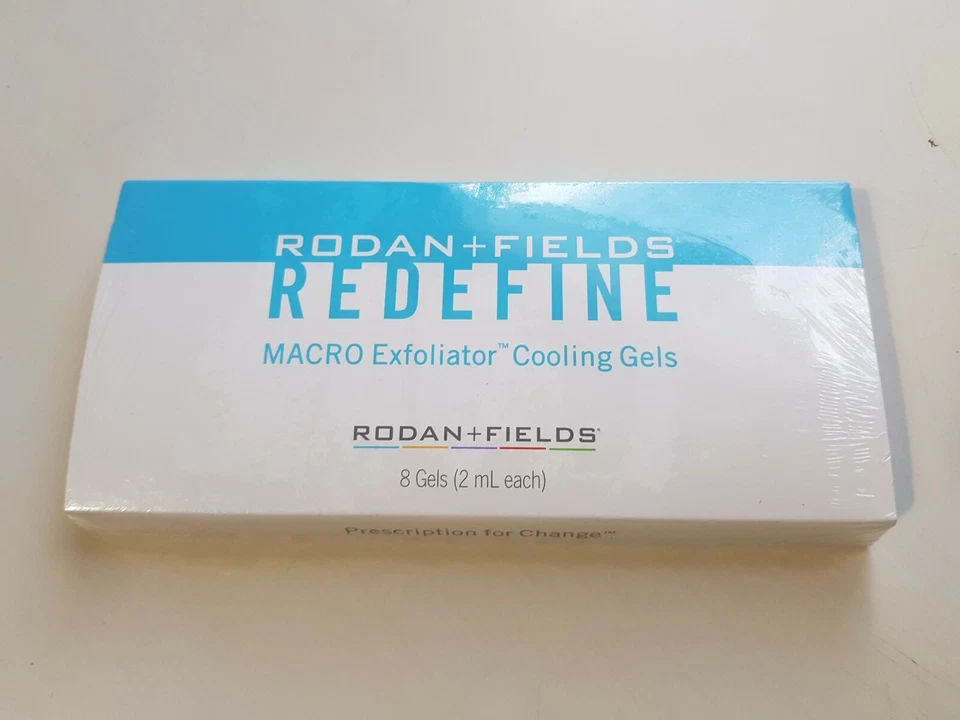 RODAN+FIELDS
REDEFINE
MACRO Exfoliator™ Cooling Gels
RODAN+FIELDS®
8 Gels (2 mL each)
Prescription for Change™